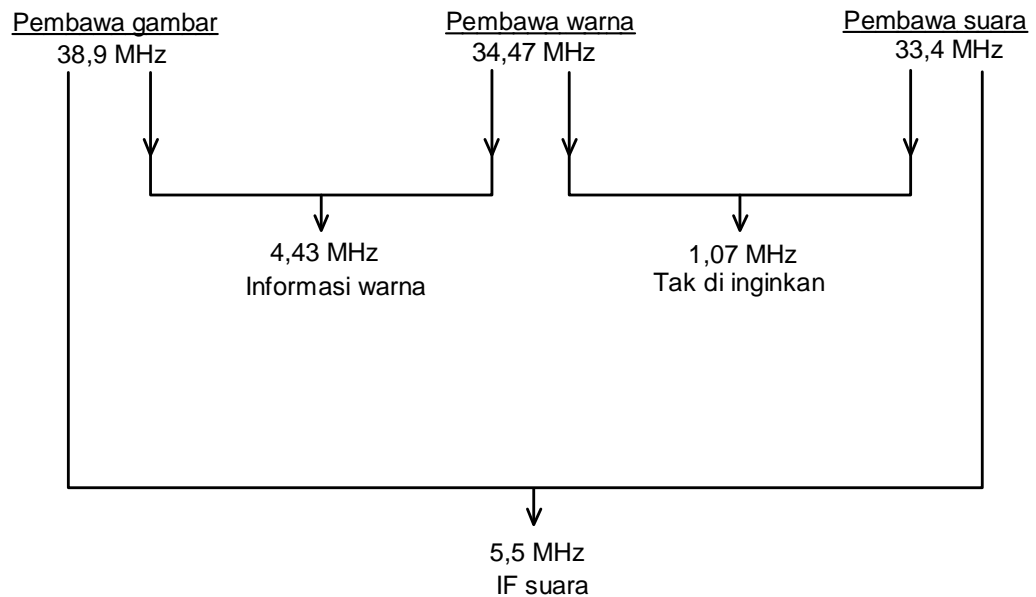 Pembawa gambar
38,9 MHz
Pembawa warna
34,47 MHz
Pembawa suara
33,4 MHz
4,43 MHz
Informasi warna
1,07 MHz
Tak di inginkan
5,5 MHz
IF suara